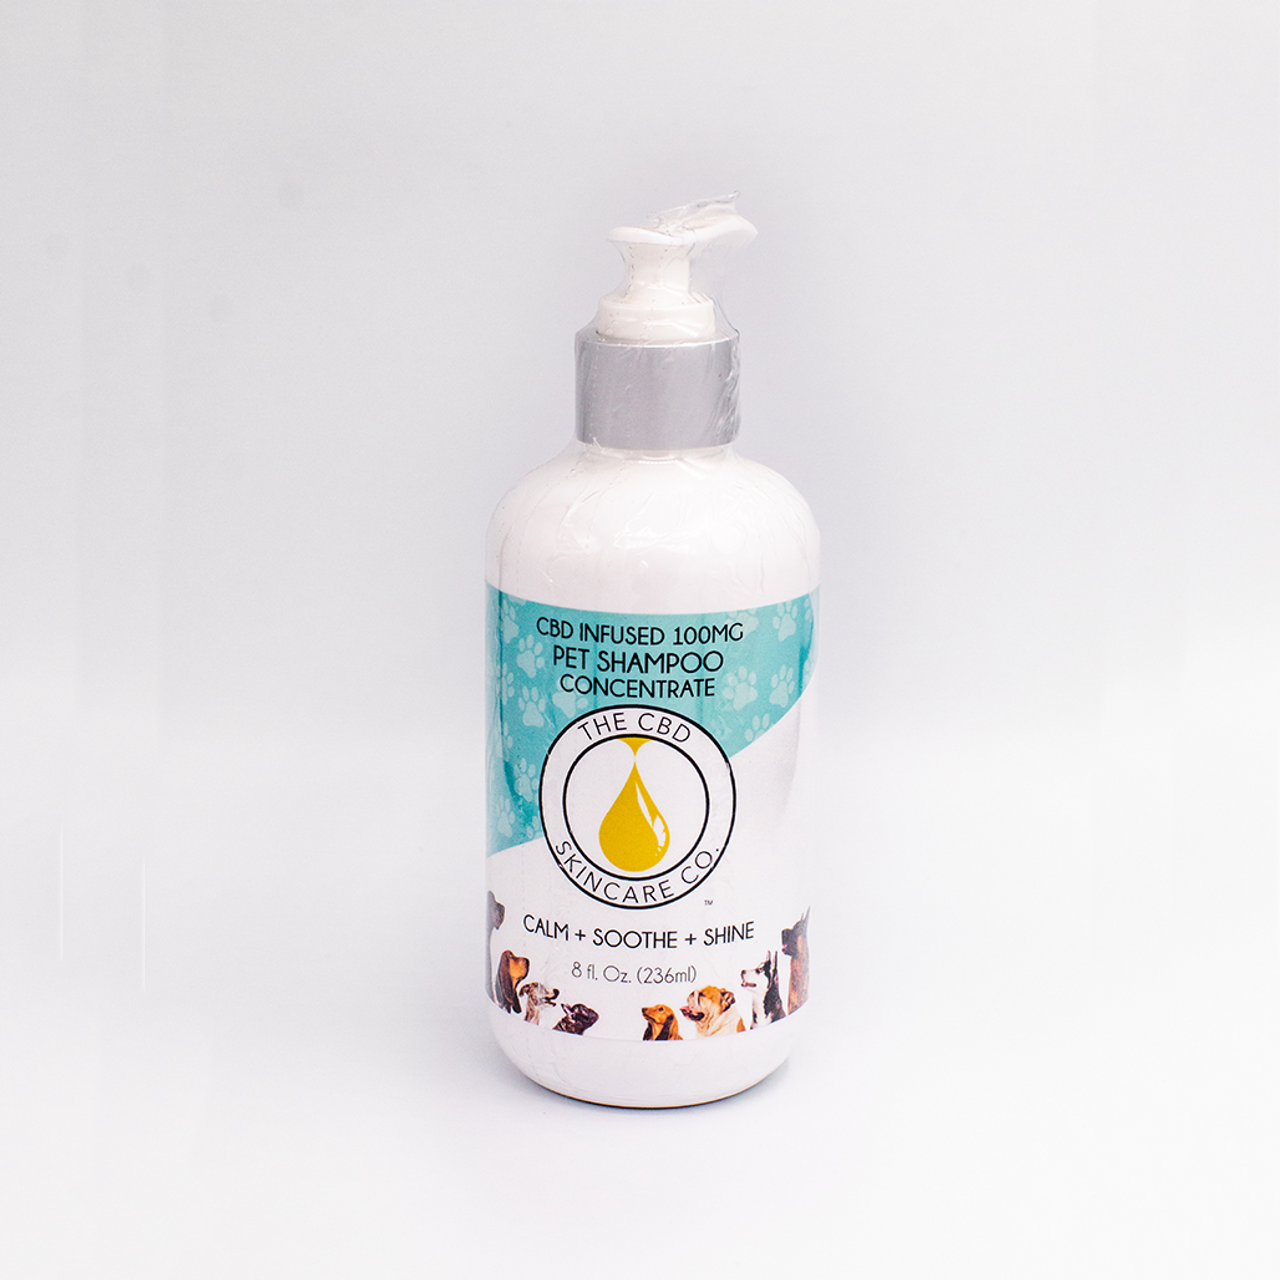 CBD INFUSED 100MG
PET SHAMPOO
CONCENTRATE
THE CBD
SKINCARE CO.
TM
CALM + SOOTHE + SHINE
8 fl. Oz. (236ml)